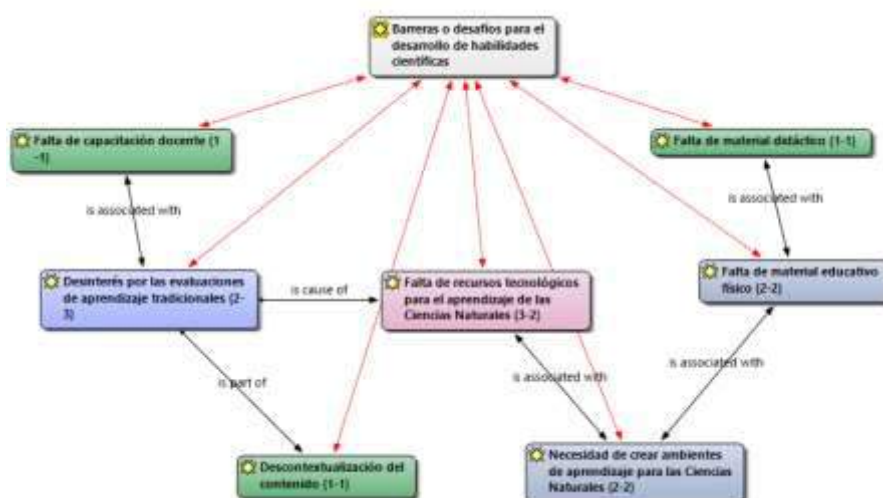 Barreras o desafíos para el
desarrollo de habilidades
científicas
Falta de capacitación docente (1
-1)
Falta de material didáctico (1-1)
is associated with
is associated with
Desinterés por las evaluaciones
de aprendizaje tradicionales (2-
3)
is cause of
Falta de recursos tecnológicos
para el aprendizaje de las
Ciencias Naturales (3-2)
Falta de material educativo
físico (2-2)
is part of
is associated with
is associated with
Descontextualización del
contenido (1-1)
Necesidad de crear ambientes
de aprendizaje para las Ciencias
Naturales (2-2)